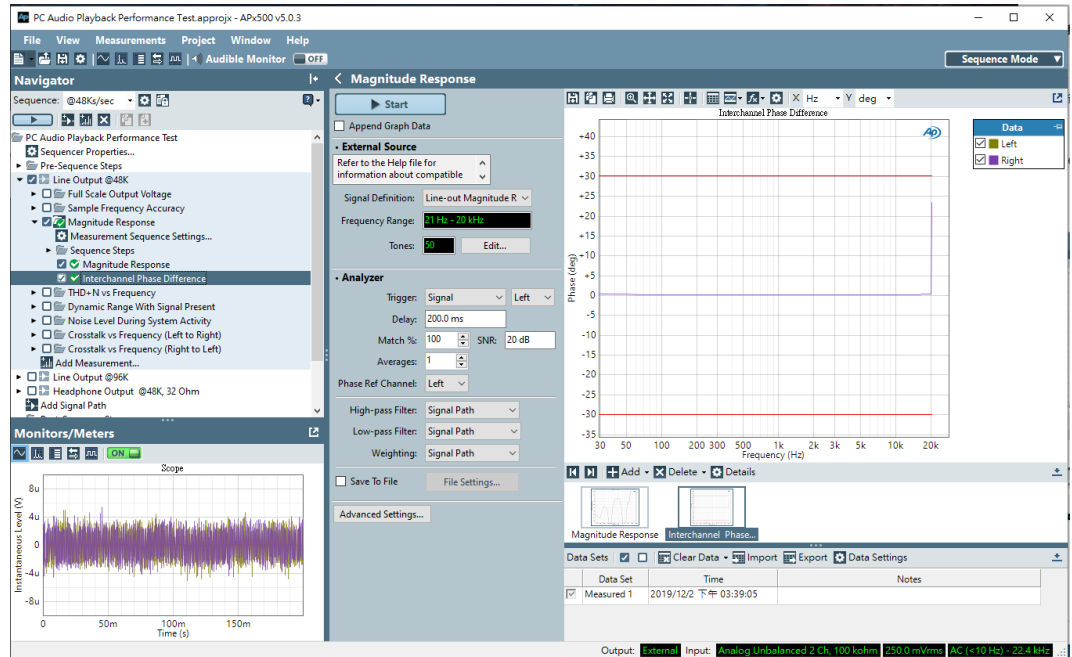 PC Audio Playback Performance Test.approjx - APx500 v5.0.3
File View Measurements Project Window Help
Audible Monitor OFF
Sequence Mode
Navigator
Sequence: @48Ks/sec
PC Audio Playback Performance Test
Sequencer Properties...
Pre-Sequence Steps
Line Output @48K
Full Scale Output Voltage
Sample Frequency Accuracy
Magnitude Response
Measurement Sequence Settings...
Sequence Steps
Magnitude Response
Interchannel Phase Difference
THD+N vs Frequency
Dynamic Range With Signal Present
Noise Level During System Activity
Crosstalk vs Frequency (Left to Right)
Crosstalk vs Frequency (Right to Left)
Add Measurement...
Line Output @96K
Headphone Output @48K, 32 Ohm
Add Signal Path
Monitors/Meters
ON
Scope
Instantaneous Level (V)
8u
4u
0
-4u
-8u
0 50m 100m 150m
Time (s)
Magnitude Response
Start
Append Graph Data
External Source
Refer to the Help file for
information about compatible
Signal Definition: Line-out Magnitude R
Frequency Range: 21 Hz - 20 kHz
Tones: 50 Edit...
Analyzer
Trigger: Signal Left
Delay: 200.0 ms
Match %: 100 SNR: 20 dB
Averages: 1
Phase Ref Channel: Left
High-pass Filter: Signal Path
Low-pass Filter: Signal Path
Weighting: Signal Path
Save To File File Settings...
Advanced Settings...
X Hz Y deg
Interchannel Phase Difference
AP
Data
Left
Right
Phase (deg)
+40
+35
+30
+25
+20
+15
+10
+5
0
-5
-10
-15
-20
-25
-30
-35
30 50 100 200 300 500 1k 2k 3k 5k 10k 20k
Frequency (Hz)
Add Delete Details
Magnitude Response Interchannel Phase...
Data Sets Clear Data Import Export Data Settings
Data Set Time Notes
Measured 1 2019/12/2 下午 03:39:05
Output: External Input: Analog Unbalanced 2 Ch, 100 kohm 250.0 mVrms AC (<10 Hz) - 22.4 kHz